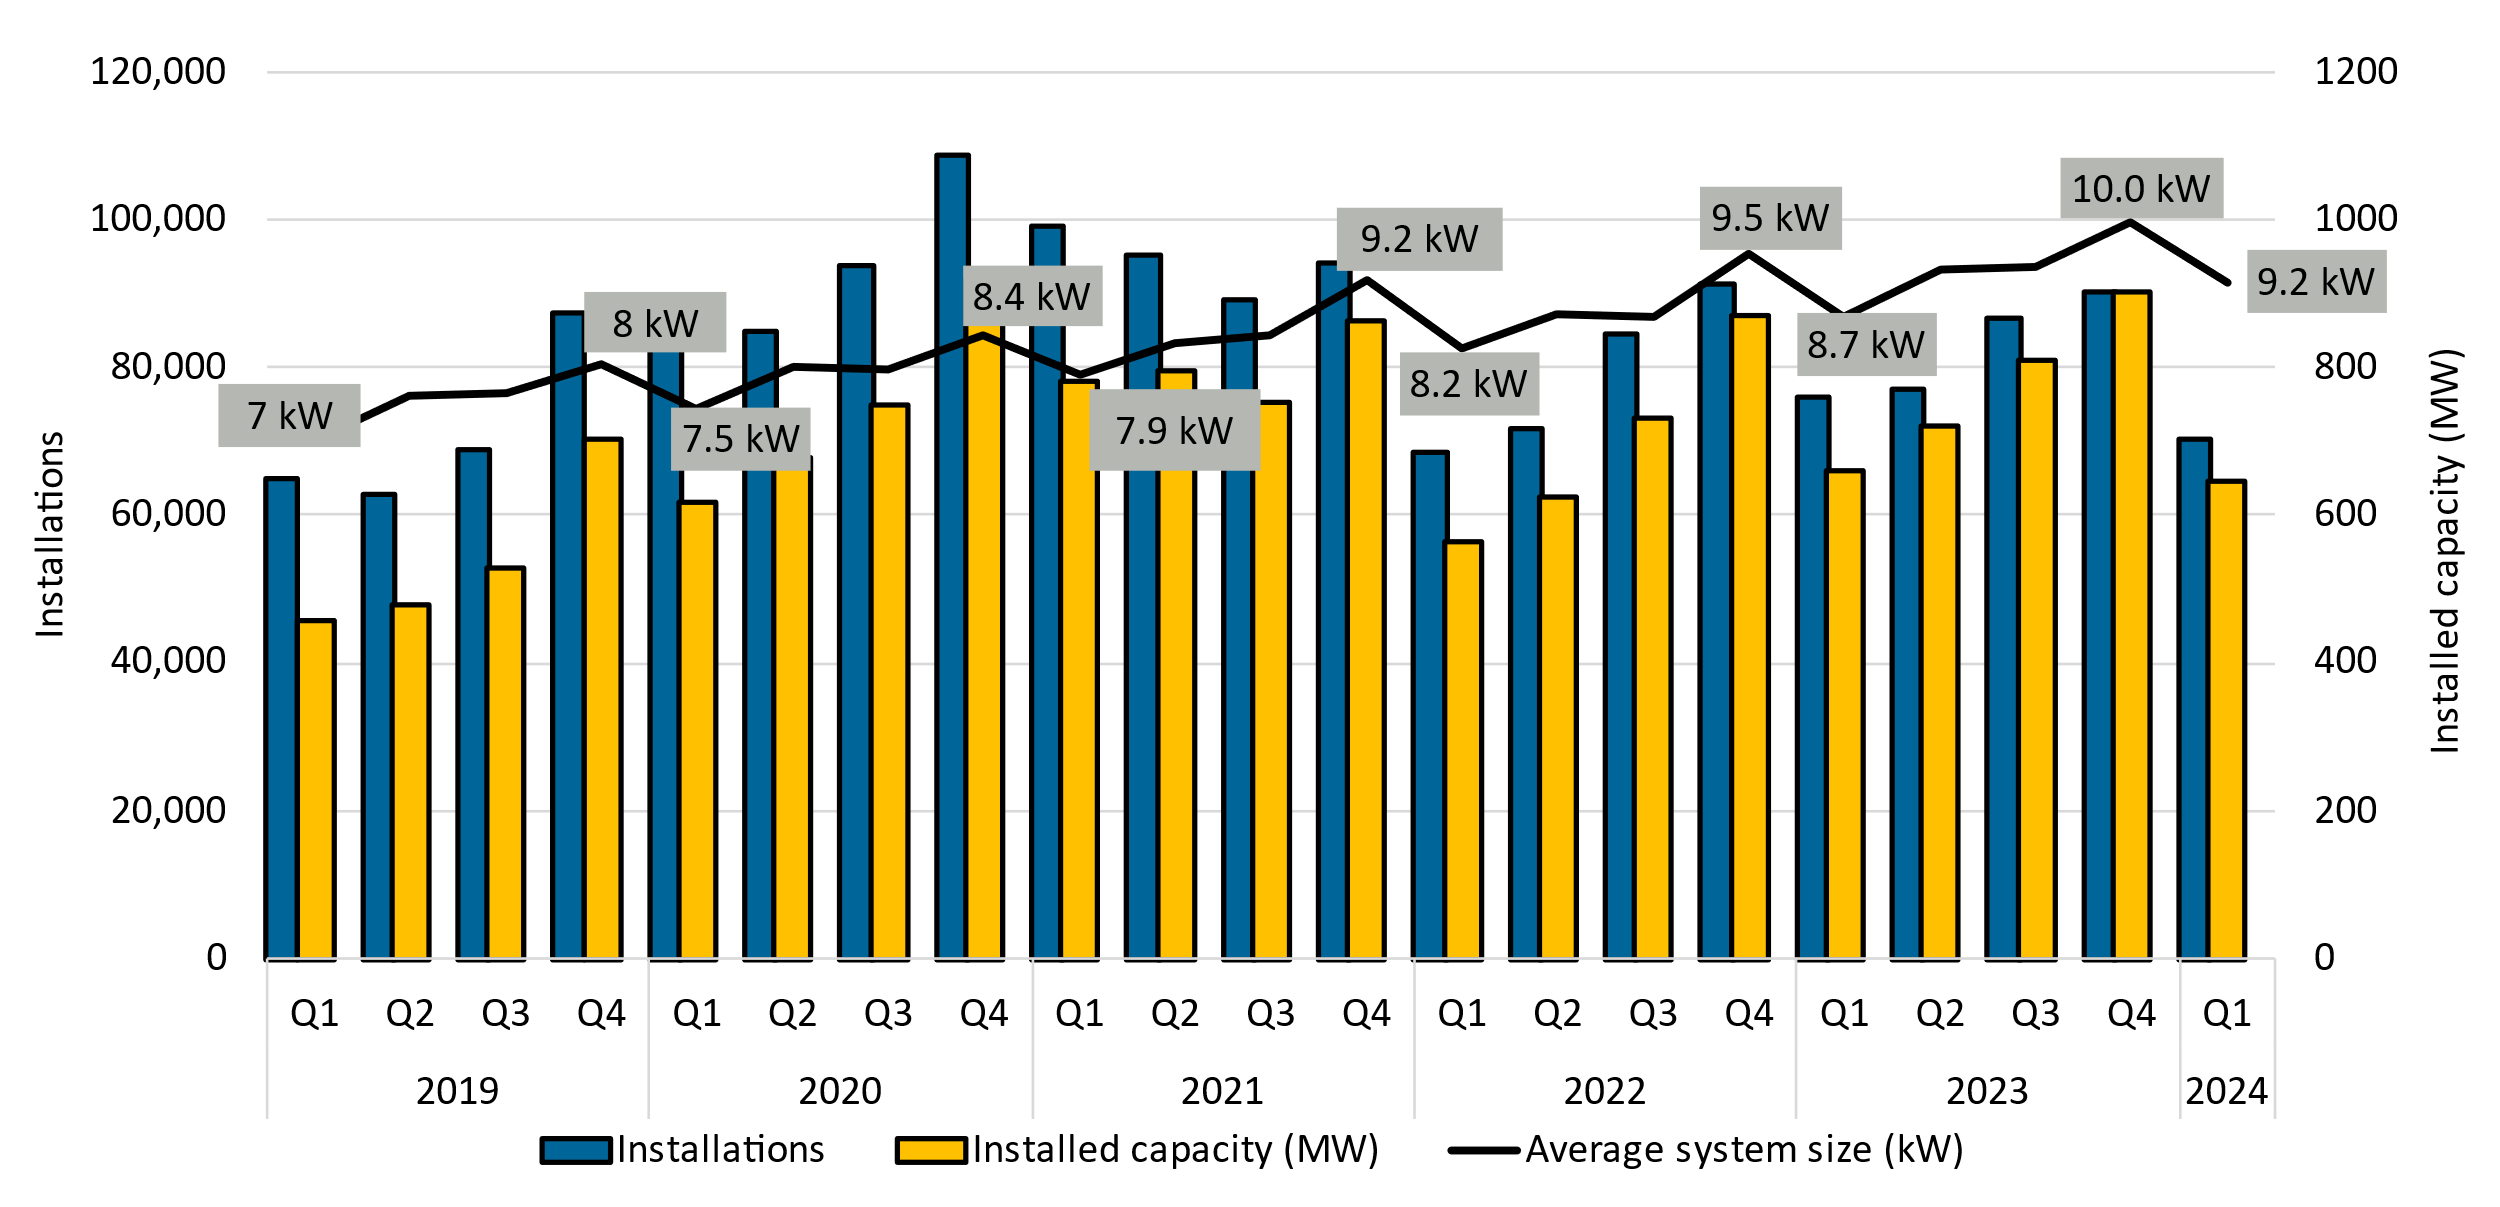 120,000
100,000
80,000
60,000
40,000
20,000
0
Installations
1200
1000
800
600
400
200
0
Installed capacity (MW)
7 kW
8 kW
7.5 kW
8.4 kW
7.9 kW
9.2 kW
8.2 kW
9.5 kW
8.7 kW
10.0 kW
9.2 kW
Q1 Q2 Q3 Q4 Q1 Q2 Q3 Q4 Q1 Q2 Q3 Q4 Q1 Q2 Q3 Q4 Q1 Q2 Q3 Q4 Q1
2019 2020 2021 2022 2023 2024
Installations Installed capacity (MW) Average system size (kW)